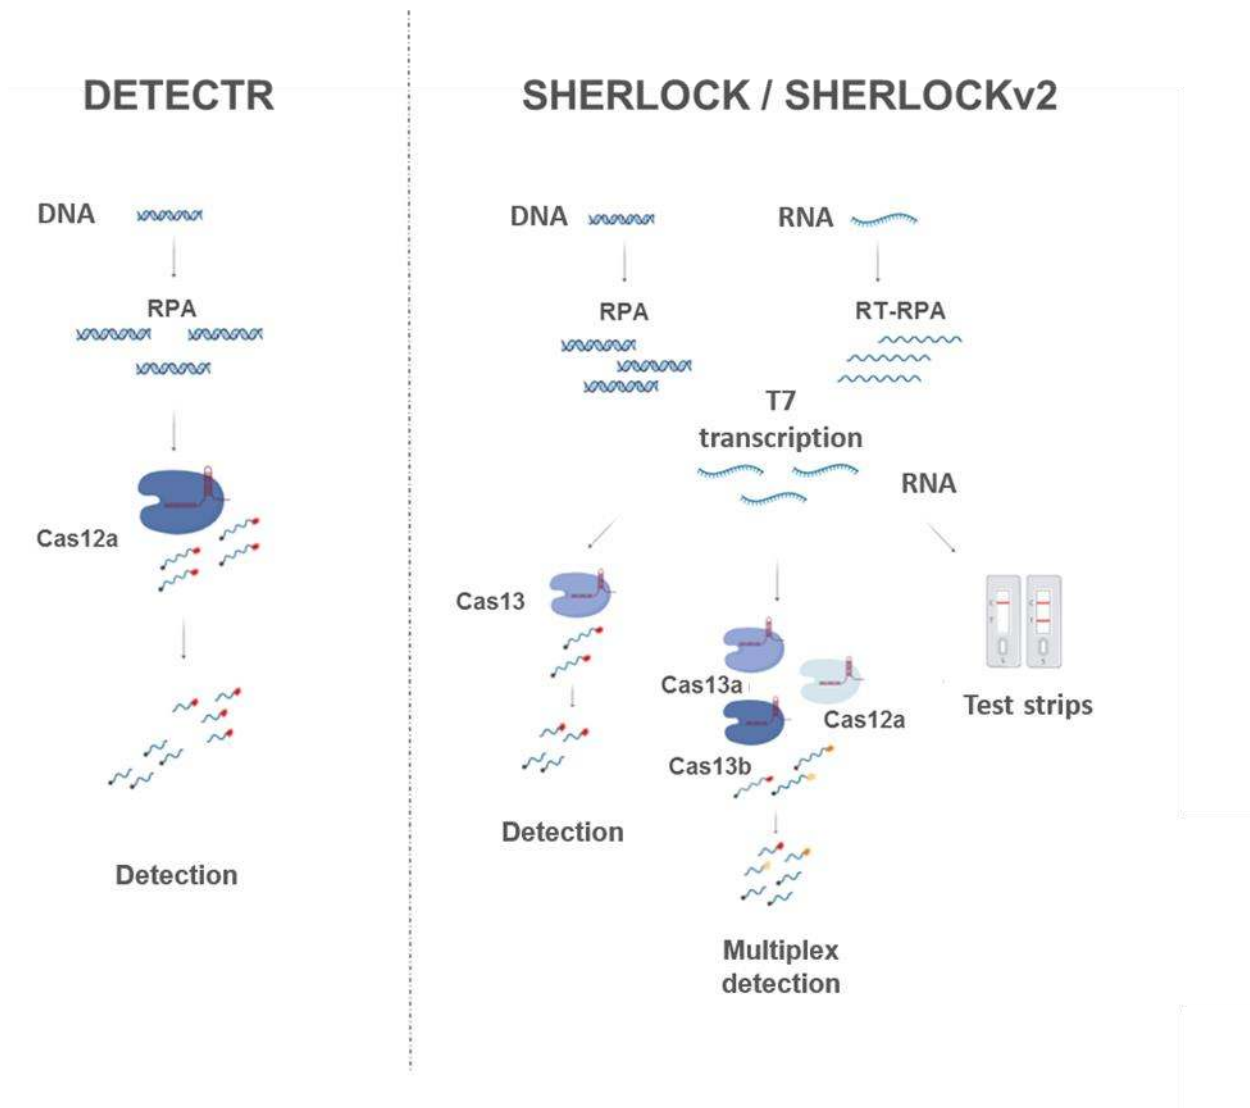 DETECTR
SHERLOCK / SHERLOCKv2
DNA
RPA
Cas12a
Detection
DNA
RNA
RPA
RT-RPA
T7
transcription
RNA
Cas13
Detection
Cas13a
Cas12a
Cas13b
Multiplex
detection
C
T
S
C
T
S
Test strips